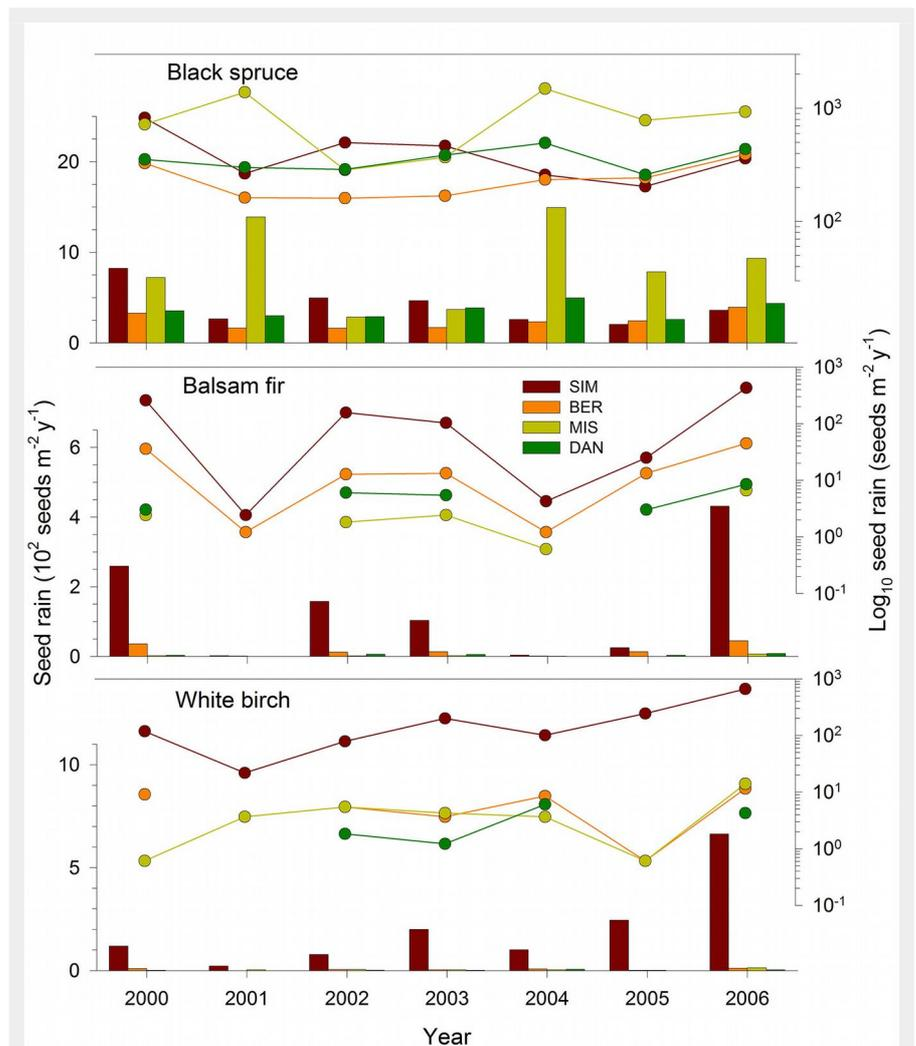 Black spruce
20
10
0
10³
10²
Balsam fir
SIM
BER
MIS
DAN
6
4
2
0
10³
10²
10¹
10⁰
10⁻¹
White birch
10
5
0
10³
10²
10¹
10⁰
10⁻¹
Seed rain (10² seeds m⁻² y⁻¹)
Log₁₀ seed rain (seeds m⁻² y⁻¹)
2000 2001 2002 2003 2004 2005 2006
Year